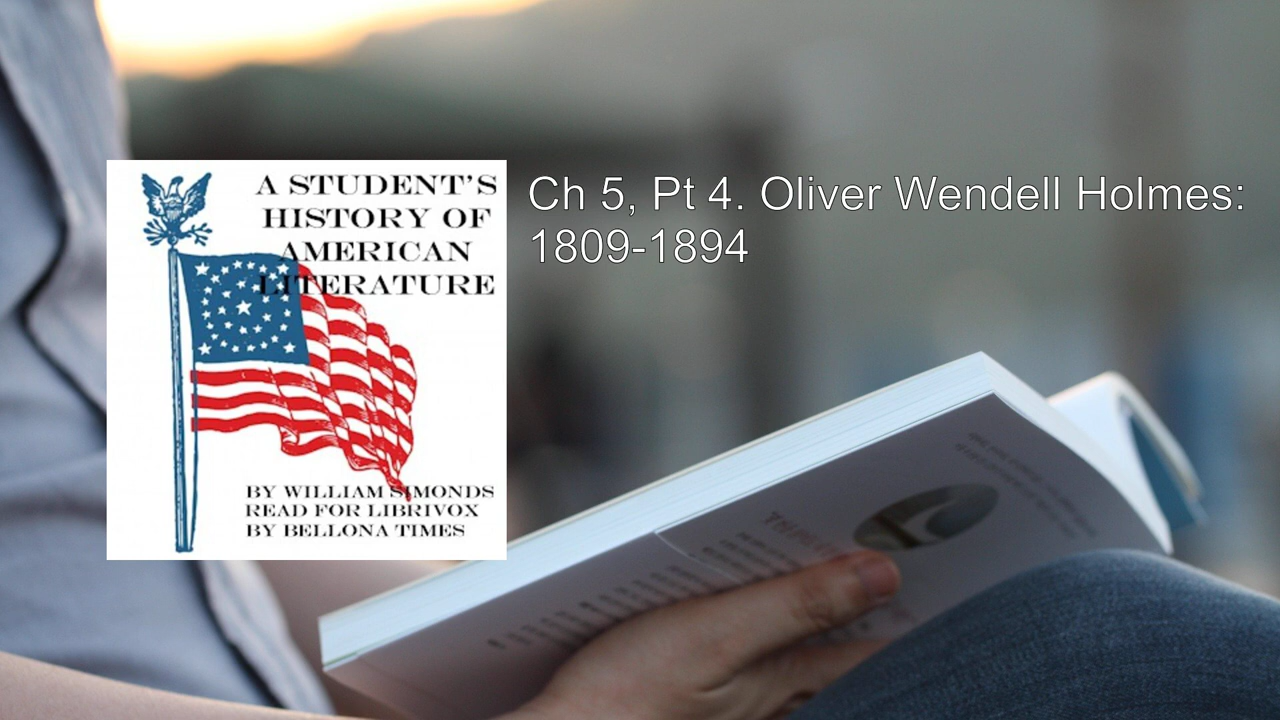 A STUDENT'S
HISTORY OF
AMERICAN
LITERATURE
BY WILLIAM SIMONDS
READ FOR LIBRIVOX
BY BELLONA TIMES
Ch 5, Pt 4. Oliver Wendell Holmes:
1809-1894